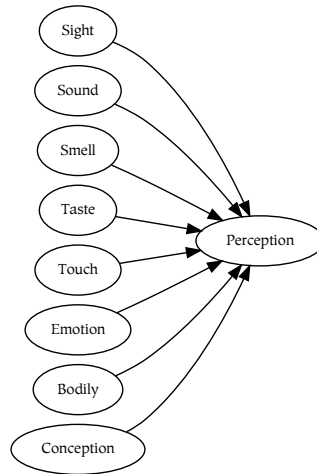 Sight
Sound
Smell
Taste
Perception
Touch
Emotion
Bodily
Conception